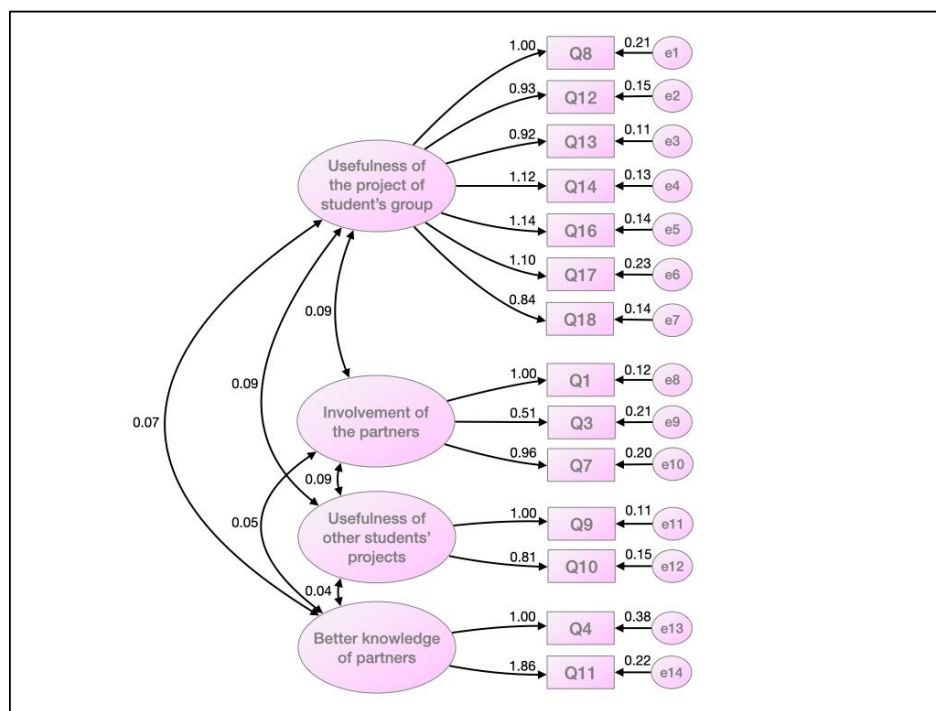 1.00
Q8
0.21
e1
0.93
Q12
0.15
e2
0.92
Q13
0.11
e3
Usefulness of
the project of
student's group
1.12
Q14
0.13
e4
1.14
Q16
0.14
e5
1.10
Q17
0.23
e6
0.84
Q18
0.14
e7
0.09
0.09
0.07
Involvement of
the partners
1.00
Q1
0.12
e8
0.51
Q3
0.21
e9
0.96
Q7
0.20
e10
0.09
0.05
Usefulness of
other students'
projects
1.00
Q9
0.11
e11
0.81
Q10
0.15
e12
0.04
Better knowledge
of partners
1.00
Q4
0.38
e13
1.86
Q11
0.22
e14